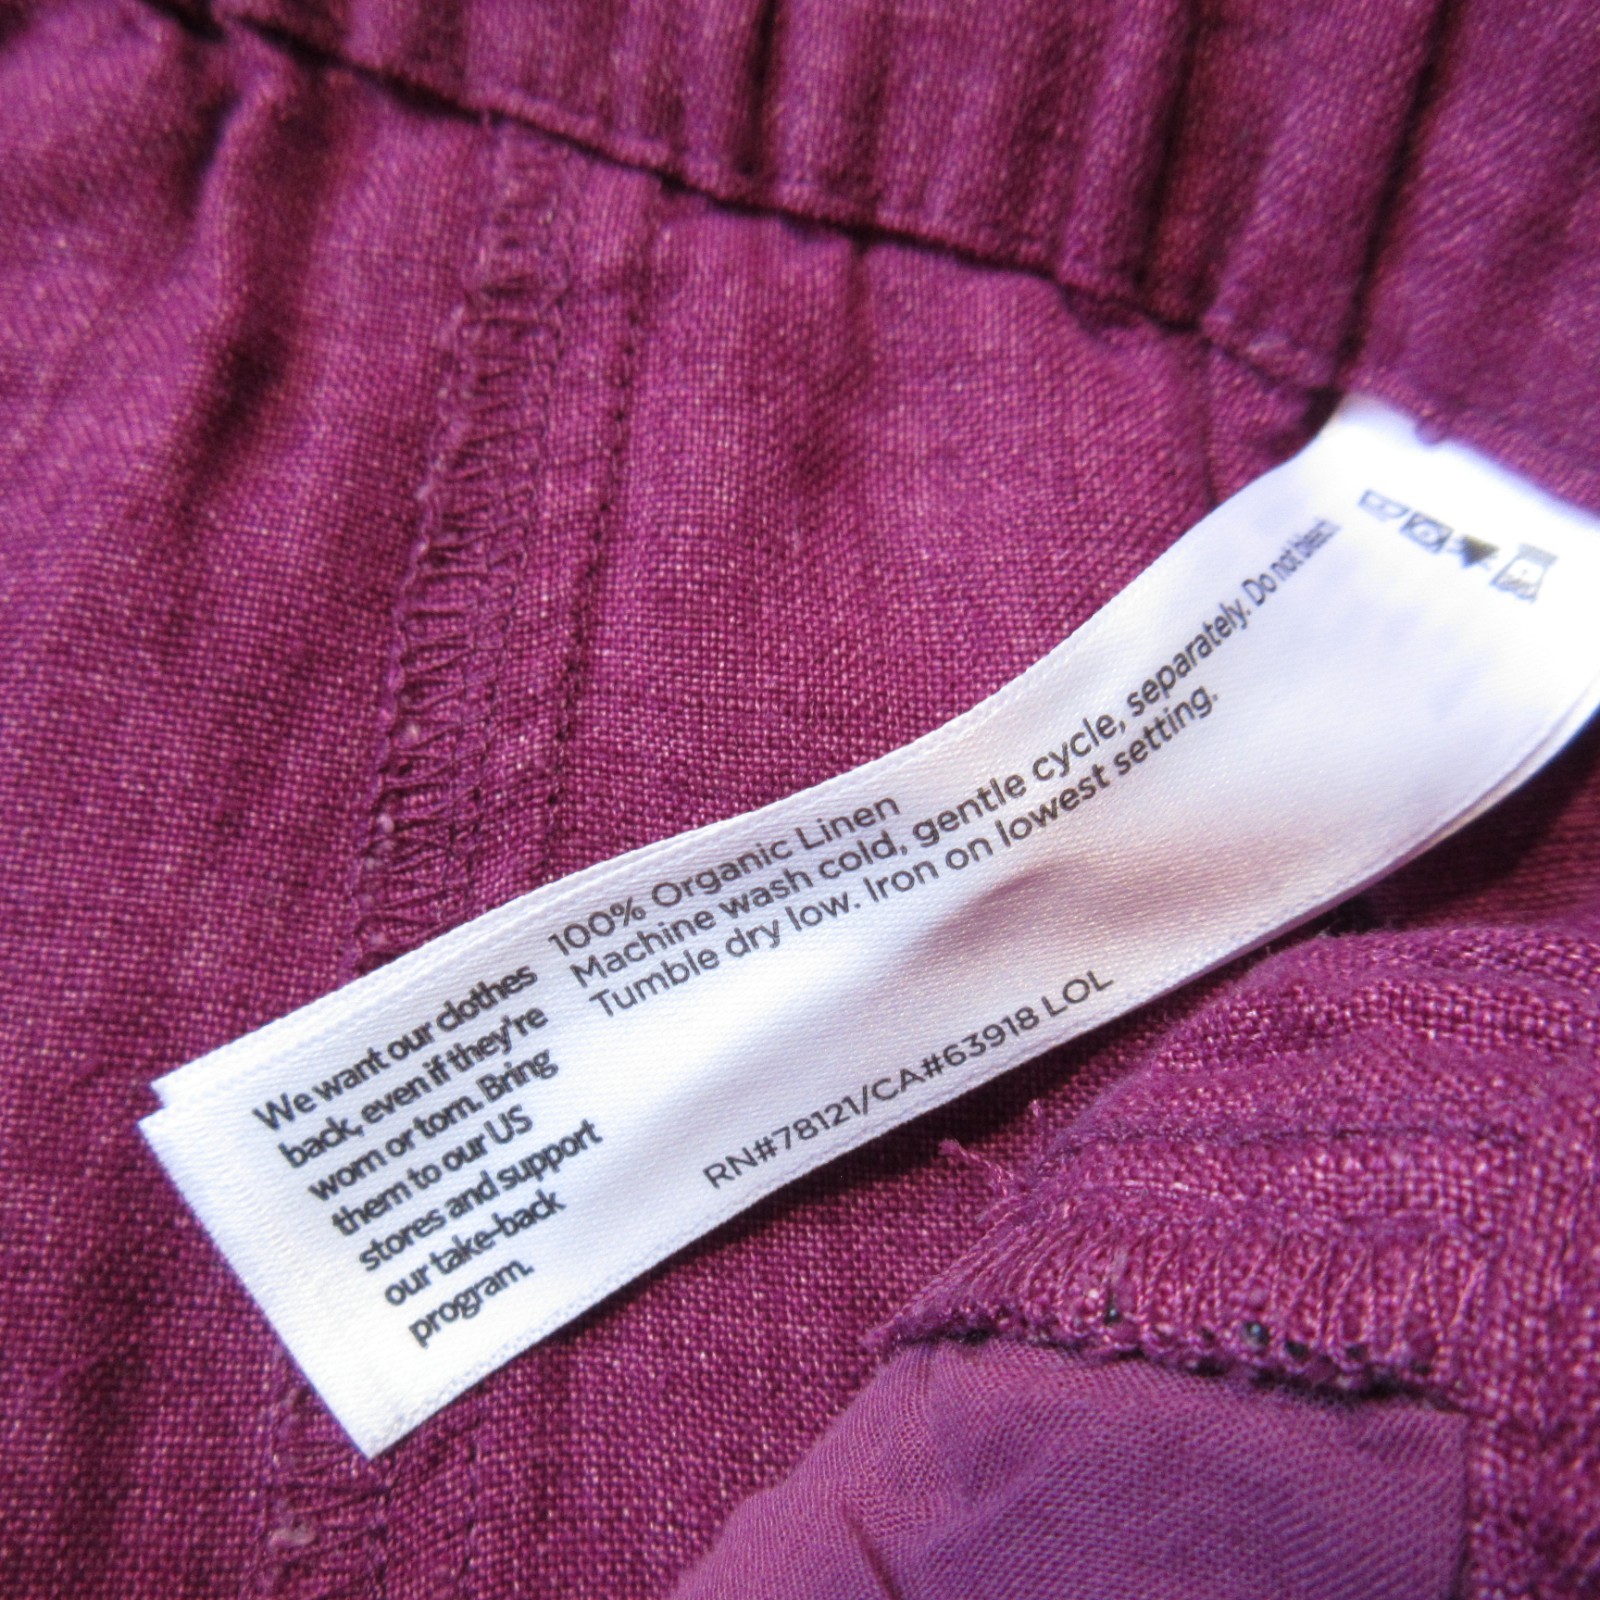 We want our clothes
back, even if they're
worn or torn. Bring
them to our US
stores and support
our take-back
program.
100% Organic Linen
Machine wash cold, gentle cycle, separately. Do not bleach.
Tumble dry low. Iron on lowest setting.
RN#78121/CA#63918 LOL